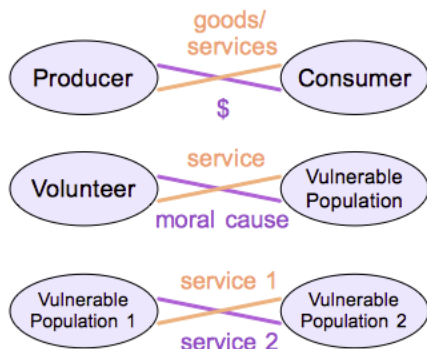 goods/
services
Producer
Consumer
$
service
Volunteer
Vulnerable
Population
moral cause
service 1
Vulnerable
Population 1
Vulnerable
Population 2
service 2